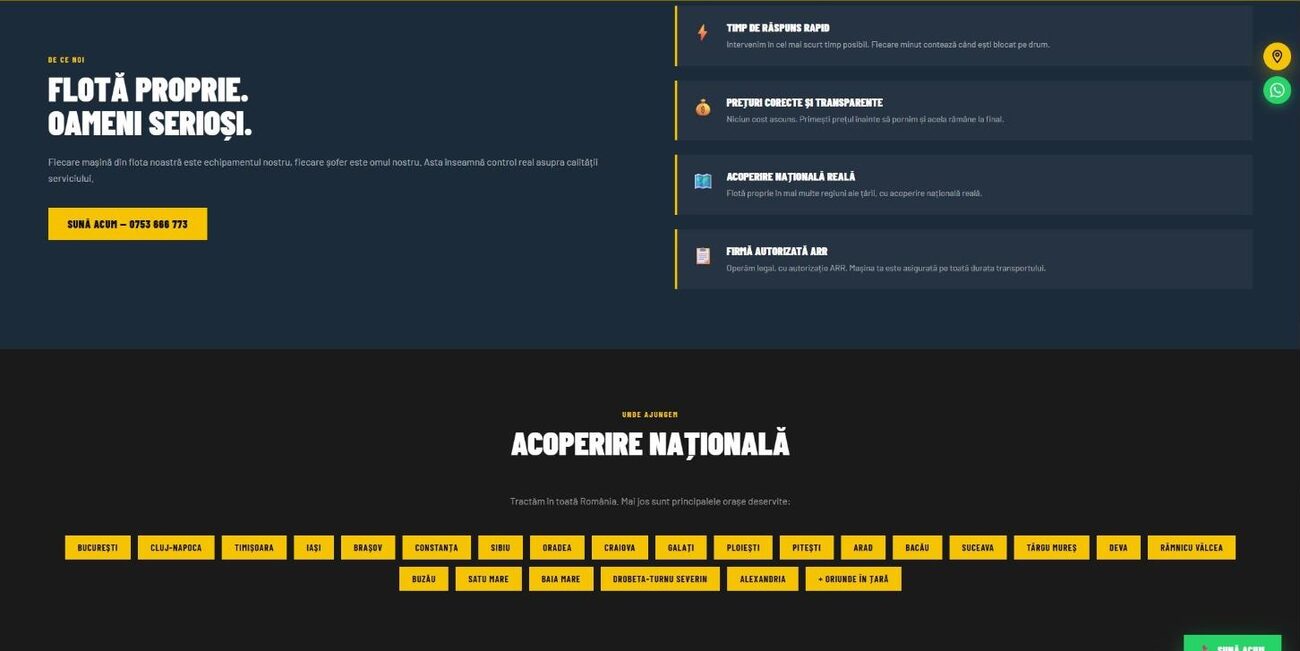 DE CE NOI
FLOTĂ PROPRIE.
OAMENI SERIOȘI.
Fiecare mașină din flota noastră este echipamentul nostru, fiecare șofer este omul nostru. Asta înseamnă control real asupra calității
serviciului.
SUNĂ ACUM — 0753 666 773
TIMP DE RĂSPUNS RAPID
Intervenim în cel mai scurt timp posibil. Fiecare minut contează când ești blocat pe drum.
PREȚURI CORECTE ȘI TRANSPARENTE
Niciun cost ascuns. Primești prețul înainte să pornim și acela rămâne la final.
ACOPERIRE NAȚIONALĂ REALĂ
Flotă proprie în mai multe regiuni ale țării, cu acoperire națională reală.
FIRMĂ AUTORIZATĂ ARR
Operăm legal, cu autorizație ARR. Mașina ta este asigurată pe toată durata transportului.
UNDE AJUNGEM
ACOPERIRE NAȚIONALĂ
Tractăm în toată România. Mai jos sunt principalele orașe deservite:
BUCUREȘTI CLUJ-NAPOCA TIMIȘOARA IAȘI BRAȘOV CONSTANȚA SIBIU ORADEA CRAIOVA GALAȚI PLOIEȘTI PITEȘTI ARAD BACĂU SUCEAVA TÂRGU MUREȘ DEVA RÂMNICU VÂLCEA
BUZĂU SATU MARE BAIA MARE DROBETA-TURNU SEVERIN ALEXANDRIA + ORIUNDE ÎN ȚARĂ
SUNĂ ACUM